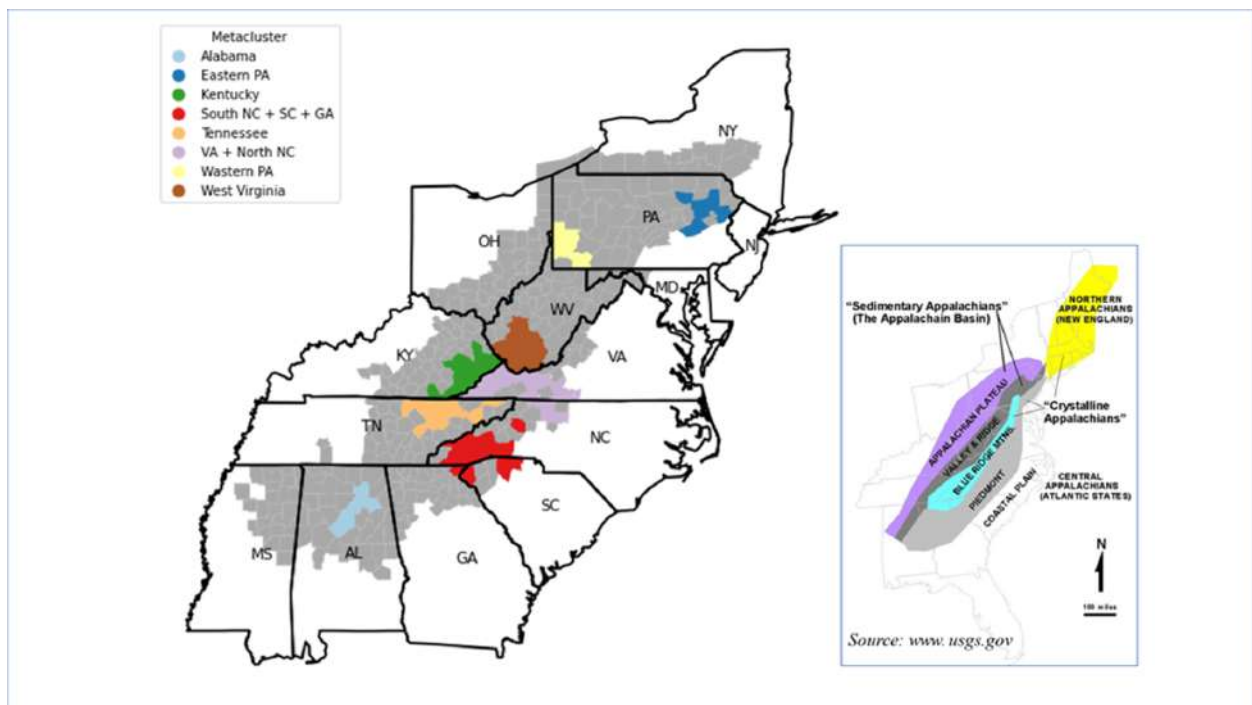 Metacluster
Alabama
Eastern PA
Kentucky
South NC + SC + GA
Tennessee
VA + North NC
Wastern PA
West Virginia
NY
PA
NJ
OH
MD
WV
VA
KY
NC
TN
SC
MS
AL
GA
"Sedimentary Appalachians"
(The Appalachain Basin)
NORTHERN
APPALACHIANS
(NEW ENGLAND)
"Crystalline
Appalachians"
APPALACHIAN PLATEAU
VALLEY & RIDGE
BLUE RIDGE MTNS.
PIEDMONT
COASTAL PLAIN
CENTRAL
APPALACHIANS
(ATLANTIC STATES)
N
100 miles
Source: www.usgs.gov